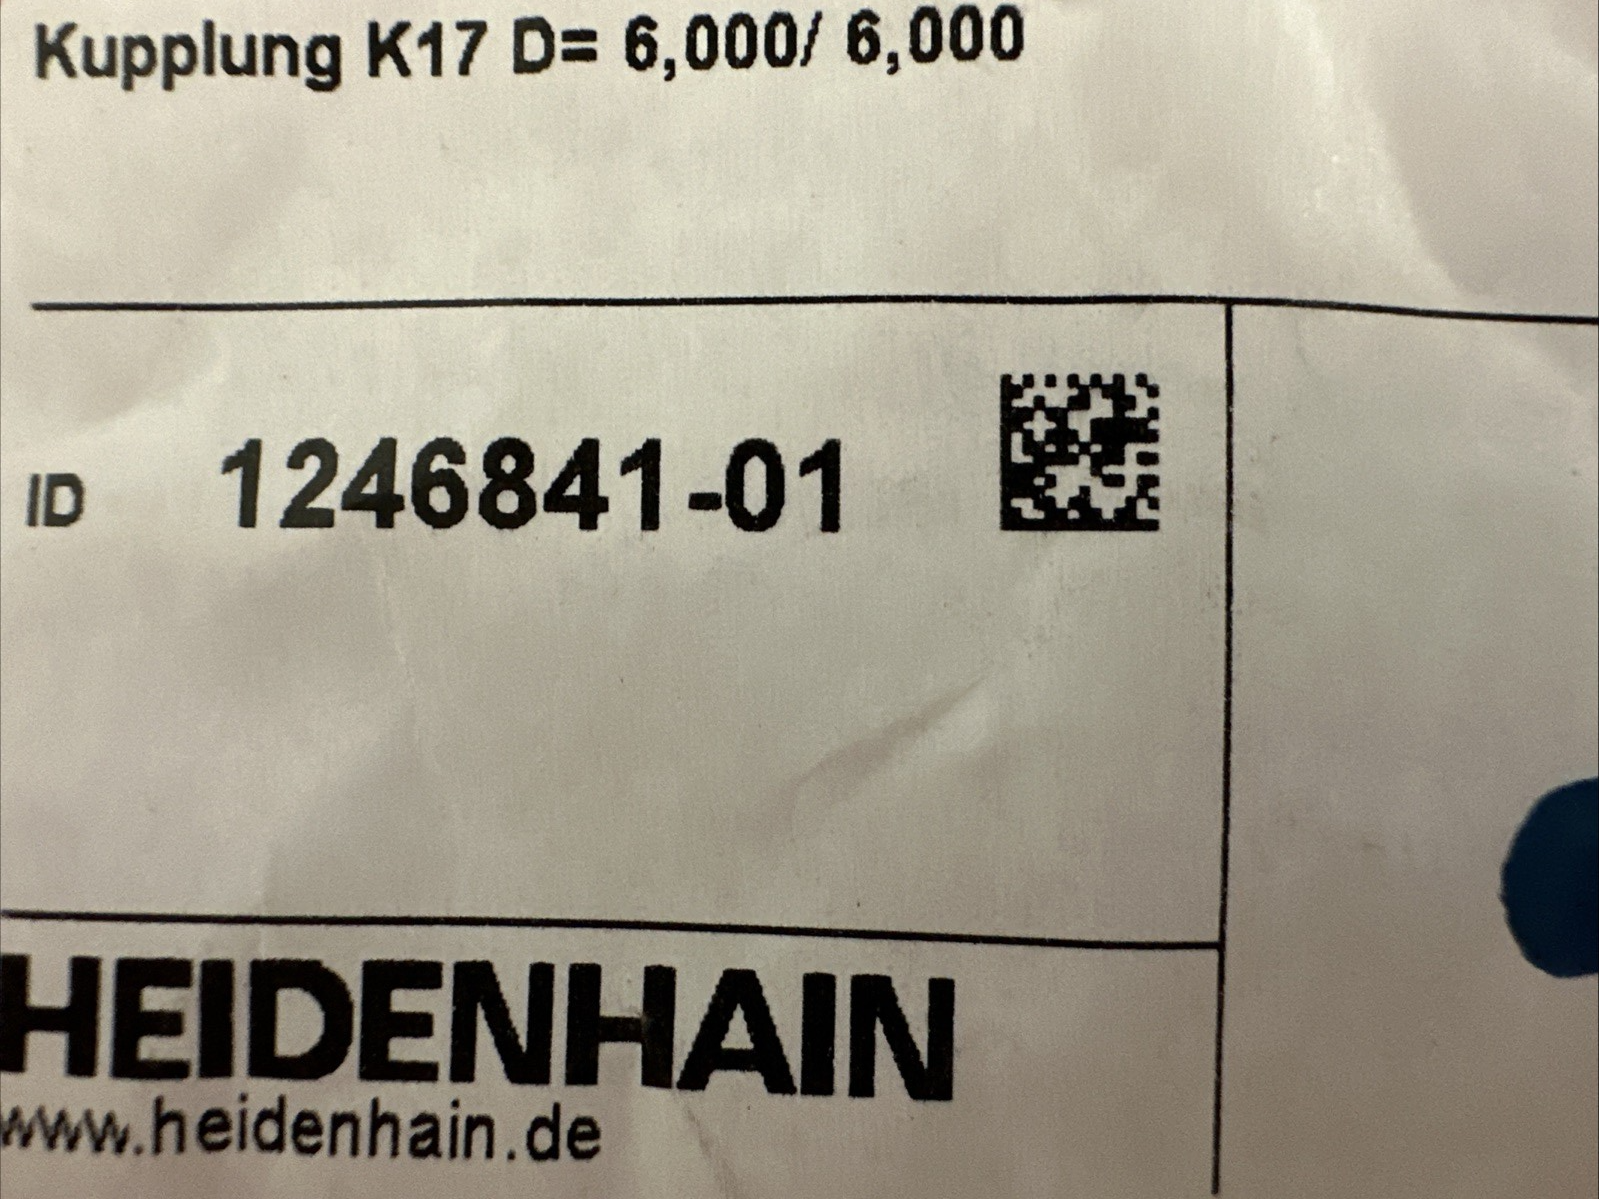 Kupplung K17 D= 6,000/ 6,000
ID 1246841-01
HEIDENHAIN
www.heidenhain.de